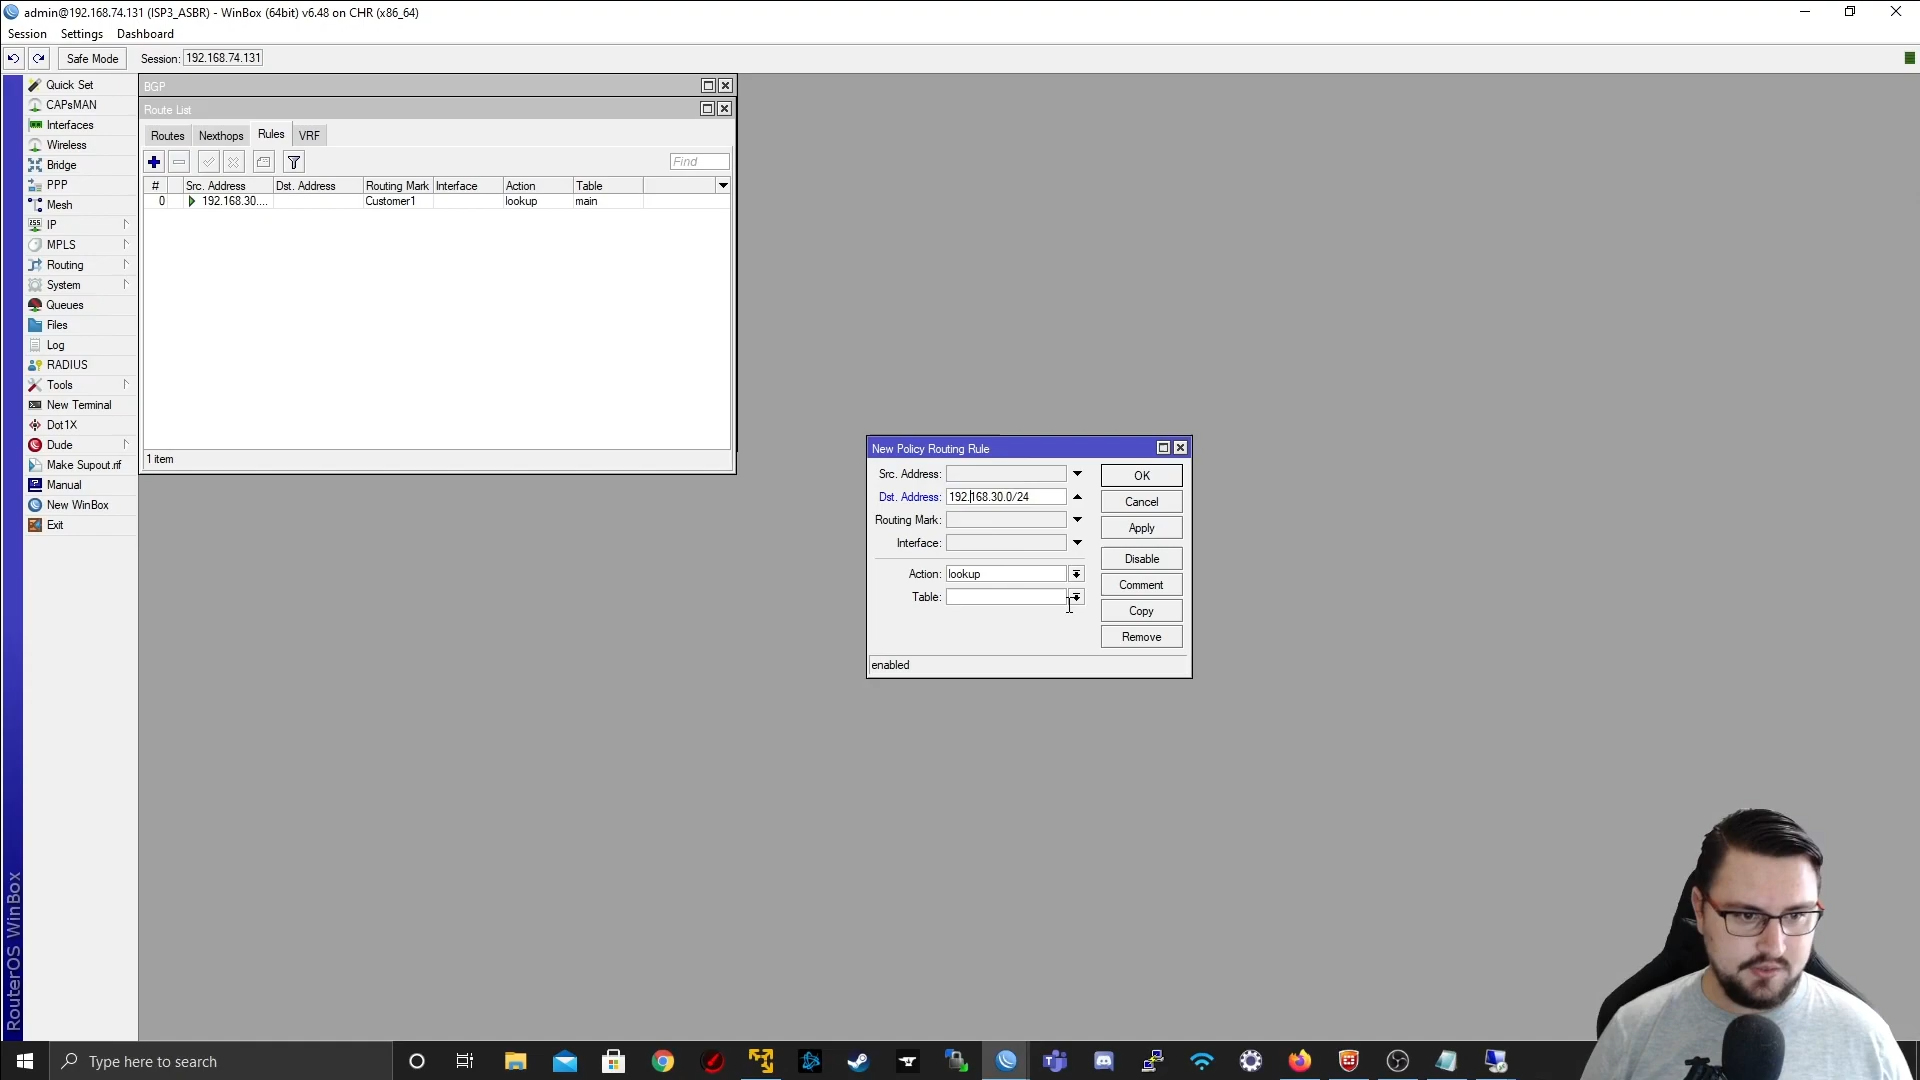 admin@192.168.74.131 (ISP3_ASBR) - WinBox (64bit) v6.48 on CHR (x86_64)
Session Settings Dashboard
Safe Mode Session: 192.168.74.131
Quick Set
CAPsMAN
Interfaces
Wireless
Bridge
PPP
Mesh
IP
MPLS
Routing
System
Queues
Files
Log
RADIUS
Tools
New Terminal
Dot1X
Dude
Make Supout.rif
Manual
New WinBox
Exit
RouterOS WinBox
BGP
Route List
Routes Nexthops Rules VRF
Find
# Src. Address Dst. Address Routing Mark Interface Action Table
0 192.168.30.... Customer1 lookup main
1 item
New Policy Routing Rule
Src. Address:
Dst. Address: 192.168.30.0/24
Routing Mark:
Interface:
Action: lookup
Table:
OK
Cancel
Apply
Disable
Comment
Copy
Remove
enabled
Type here to search